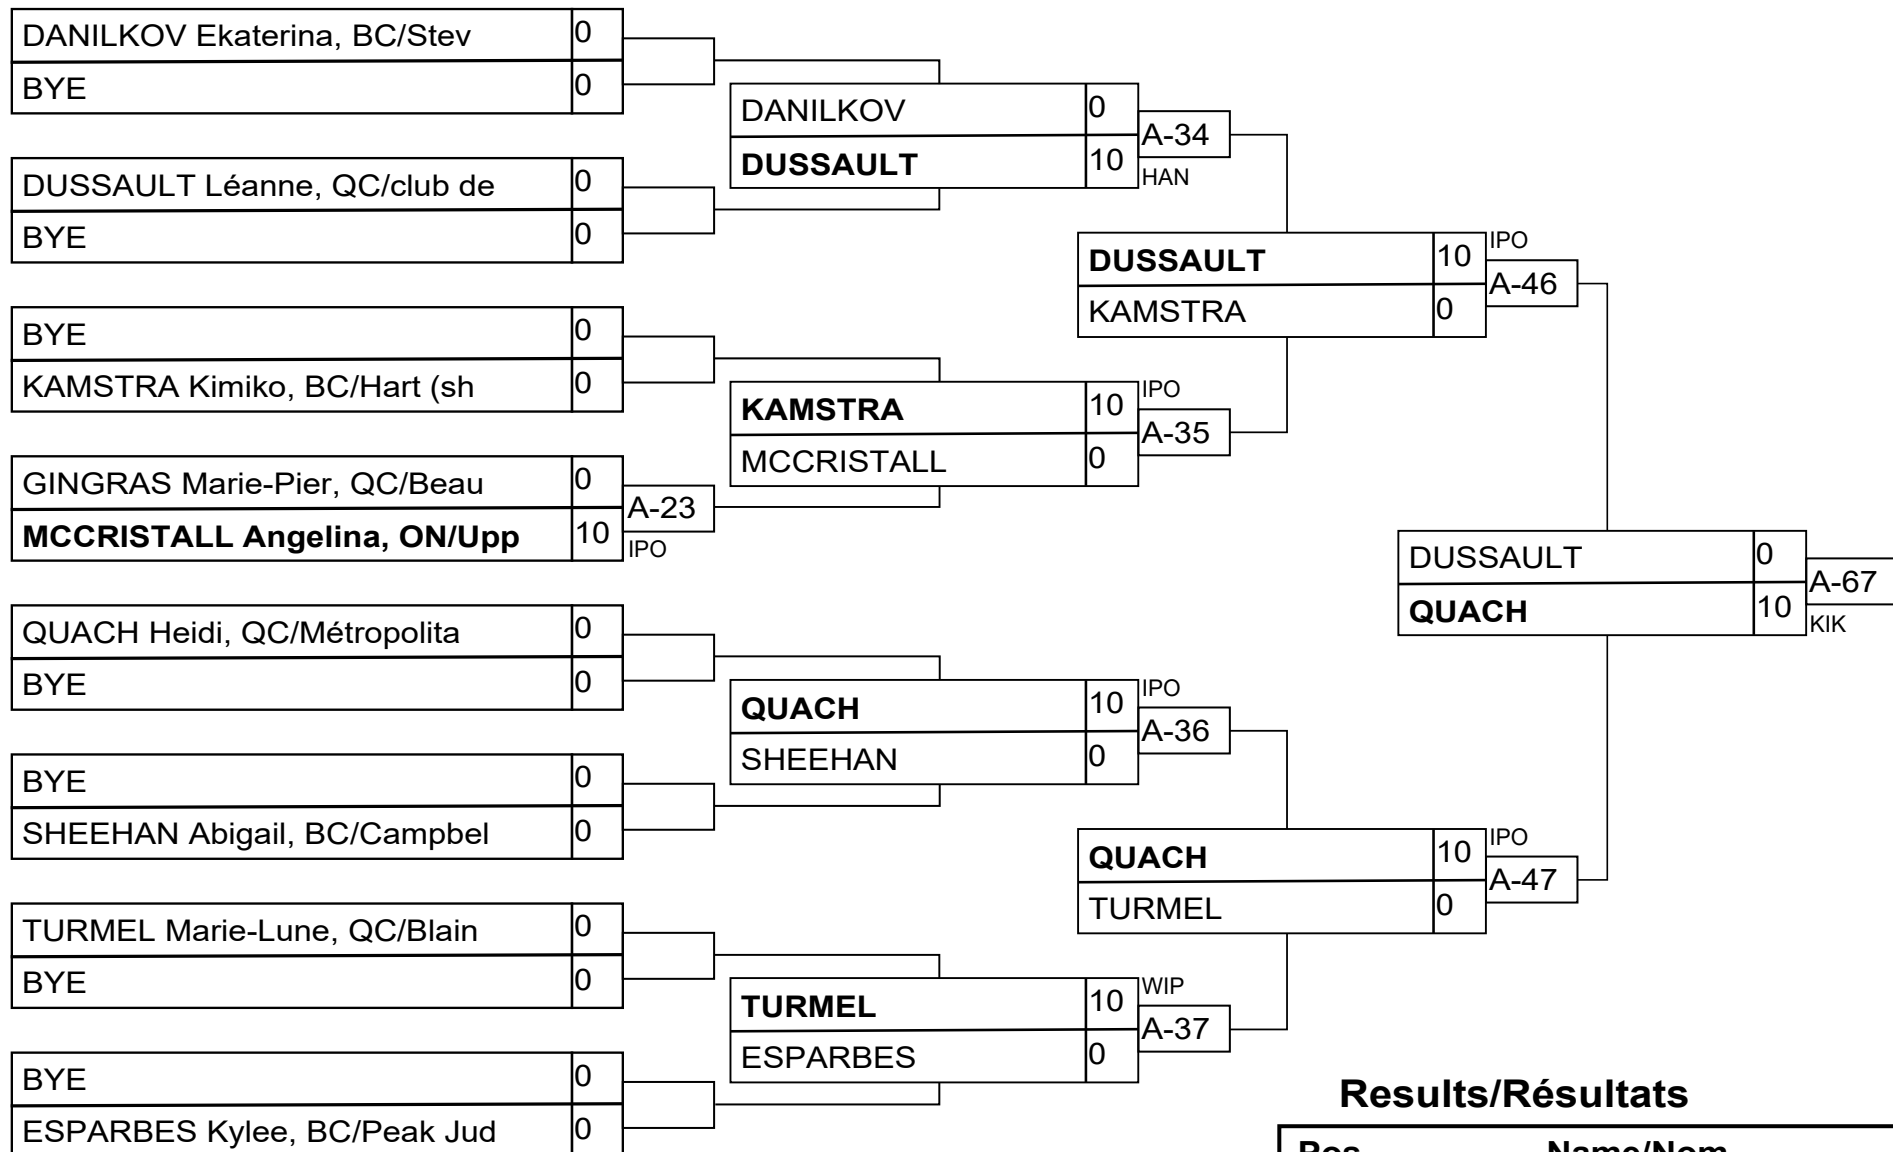 DANILKOV Ekaterina, BC/Stev 0
BYE 0
DUSSAULT Léanne, QC/club de 0
BYE 0
BYE 0
KAMSTRA Kimiko, BC/Hart (sh 0
GINGRAS Marie-Pier, QC/Beau 0
MCCRISTALL Angelina, ON/Upp 10
A-23
IPO
QUACH Heidi, QC/Métropolita 0
BYE 0
BYE 0
SHEEHAN Abigail, BC/Campbel 0
TURMEL Marie-Lune, QC/Blain 0
BYE 0
BYE 0
ESPARBES Kylee, BC/Peak Jud 0
DANILKOV 0
DUSSAULT 10
A-34
HAN
KAMSTRA 10
MCCRISTALL 0
IPO
A-35
QUACH 10
SHEEHAN 0
IPO
A-36
TURMEL 10
ESPARBES 0
WIP
A-37
DUSSAULT 10
KAMSTRA 0
IPO
A-46
QUACH 10
TURMEL 0
IPO
A-47
DUSSAULT 0
QUACH 10
A-67
KIK
Results/Résultats
Pos Name/Nom